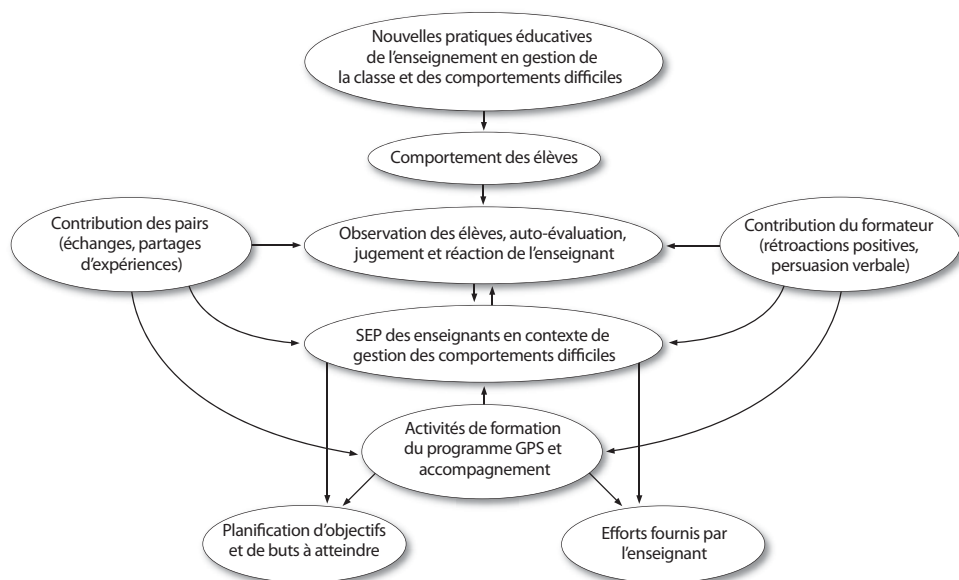 Nouvelles pratiques éducatives
de l’enseignement en gestion de
la classe et des comportements difficiles
Comportement des élèves
Contribution des pairs
(échanges, partages
d’expériences)
Observation des élèves, auto-évaluation,
jugement et réaction de l’enseignant
Contribution du formateur
(rétroactions positives,
persuasion verbale)
SEP des enseignants en contexte de
gestion des comportements difficiles
Activités de formation
du programme GPS et
accompagnement
Planification d’objectifs
et de buts à atteindre
Efforts fournis par
l’enseignant